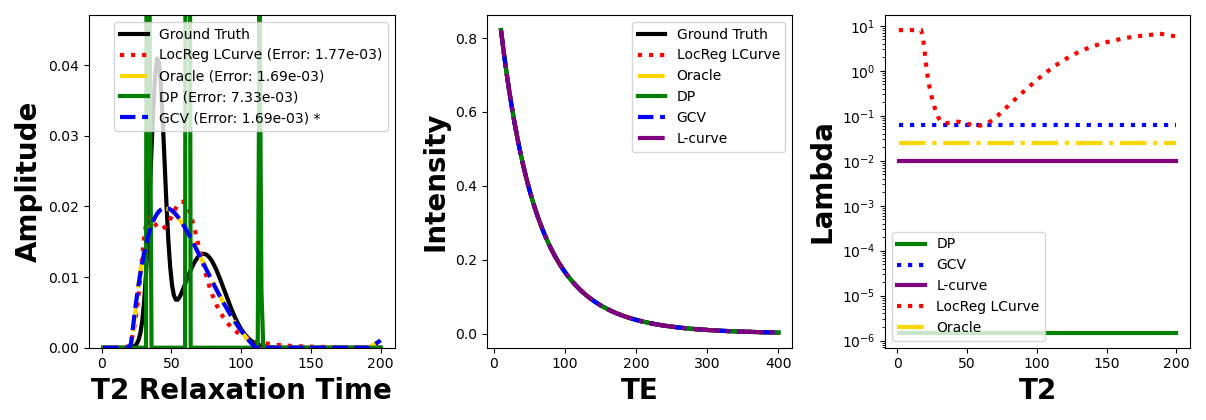 Amplitude
0.04
0.03
0.02
0.01
0.00
0
50
100
150
200
T2 Relaxation Time
Ground Truth
LocReg LCurve (Error: 1.77e-03)
Oracle (Error: 1.69e-03)
DP (Error: 7.33e-03)
GCV (Error: 1.69e-03) *
Intensity
0.8
0.6
0.4
0.2
0.0
0
100
200
300
400
TE
Ground Truth
LocReg LCurve
Oracle
DP
GCV
L-curve
Lambda
10^1
10^0
10^-1
10^-2
10^-3
10^-4
10^-5
10^-6
0
50
100
150
200
T2
DP
GCV
L-curve
LocReg LCurve
Oracle